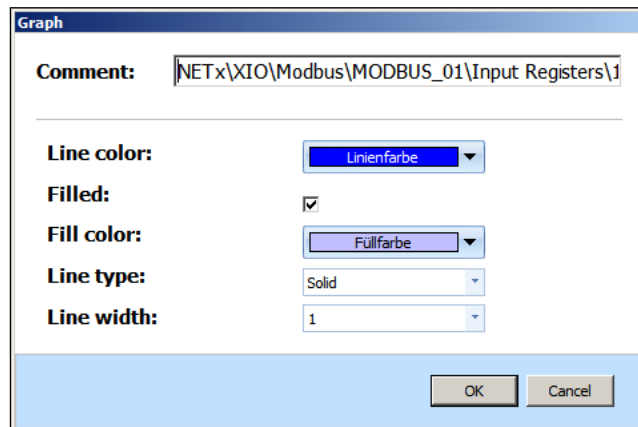 Graph
Comment: NETx\XIO\Modbus\MODBUS_01\Input Registers\1
Line color: Linienfarbe
Filled:
Fill color: Füllfarbe
Line type: Solid
Line width: 1
OK Cancel